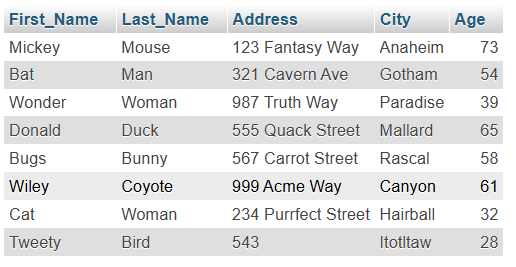 First_Name Last_Name Address City Age
Mickey Mouse 123 Fantasy Way Anaheim 73
Bat Man 321 Cavern Ave Gotham 54
Wonder Woman 987 Truth Way Paradise 39
Donald Duck 555 Quack Street Mallard 65
Bugs Bunny 567 Carrot Street Rascal 58
Wiley Coyote 999 Acme Way Canyon 61
Cat Woman 234 Purrfect Street Hairball 32
Tweety Bird 543 Itotltaw 28